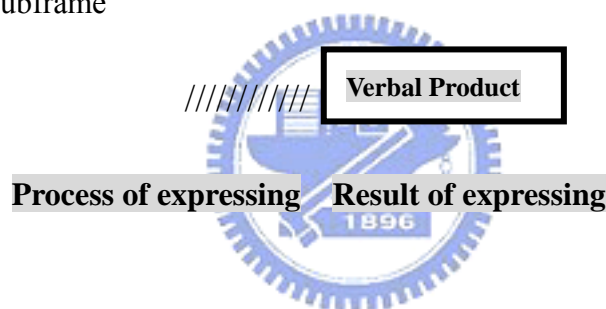 ubframe
//////////// Verbal Product
Process of expressing Result of expressing
1896